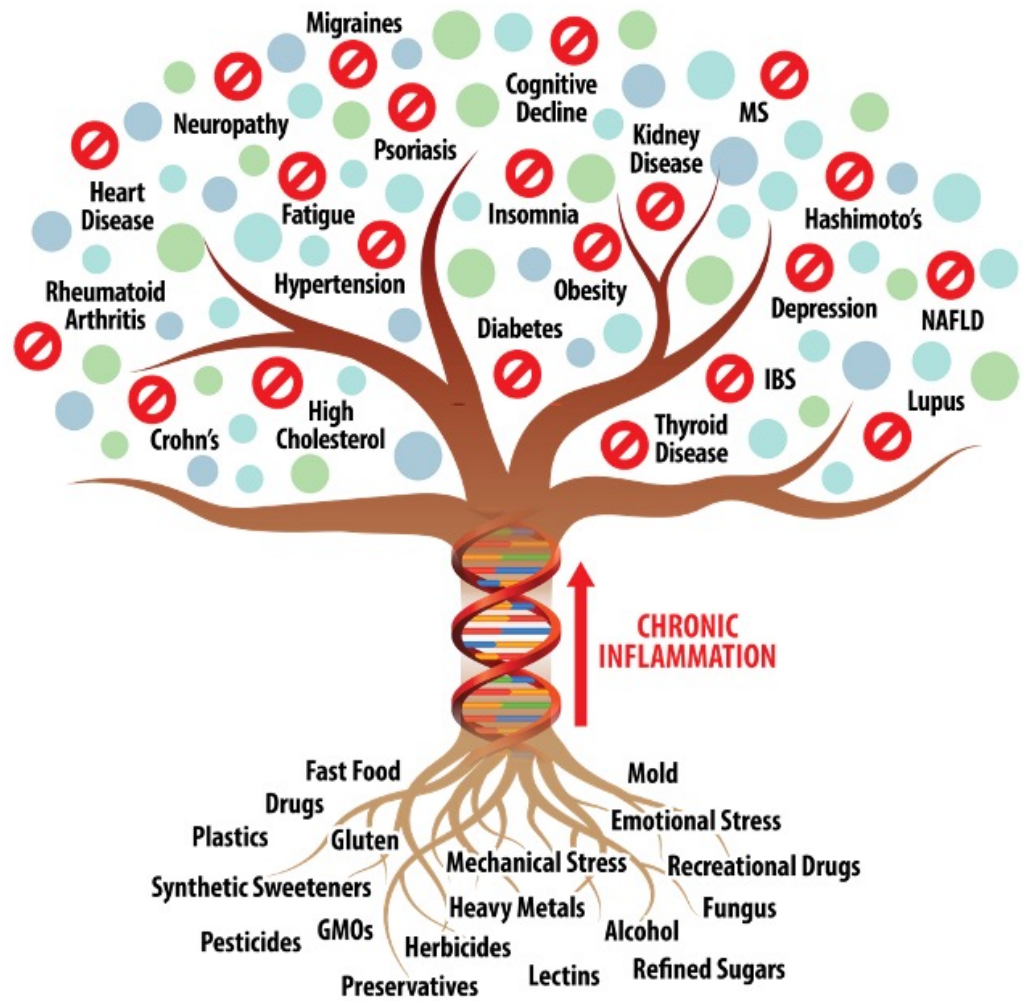 Migraines
Cognitive
Decline
MS
Neuropathy
Psoriasis
Kidney
Disease
Heart
Disease
Fatigue
Insomnia
Hashimoto's
Hypertension
Obesity
Rheumatoid
Arthritis
Depression
NAFLD
Diabetes
IBS
Crohn's
High
Cholesterol
Thyroid
Disease
Lupus
CHRONIC
INFLAMMATION
Fast Food
Mold
Drugs
Emotional Stress
Plastics
Gluten
Mechanical Stress
Recreational Drugs
Synthetic Sweeteners
Heavy Metals
Fungus
Pesticides
GMOs
Herbicides
Alcohol
Preservatives
Lectins
Refined Sugars